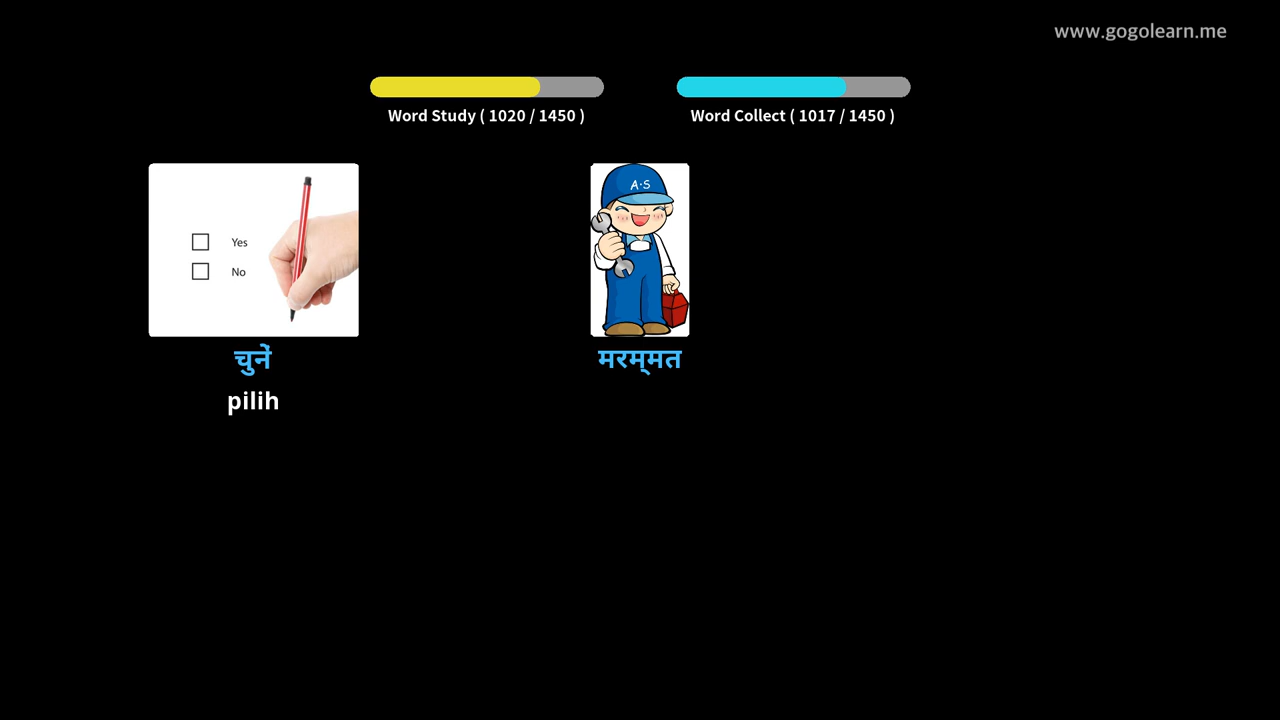 www.gogolearn.me
Word Study ( 1020 / 1450 )
Word Collect ( 1017 / 1450 )
Yes
No
A·S
चुनें
मरम्मत
pilih